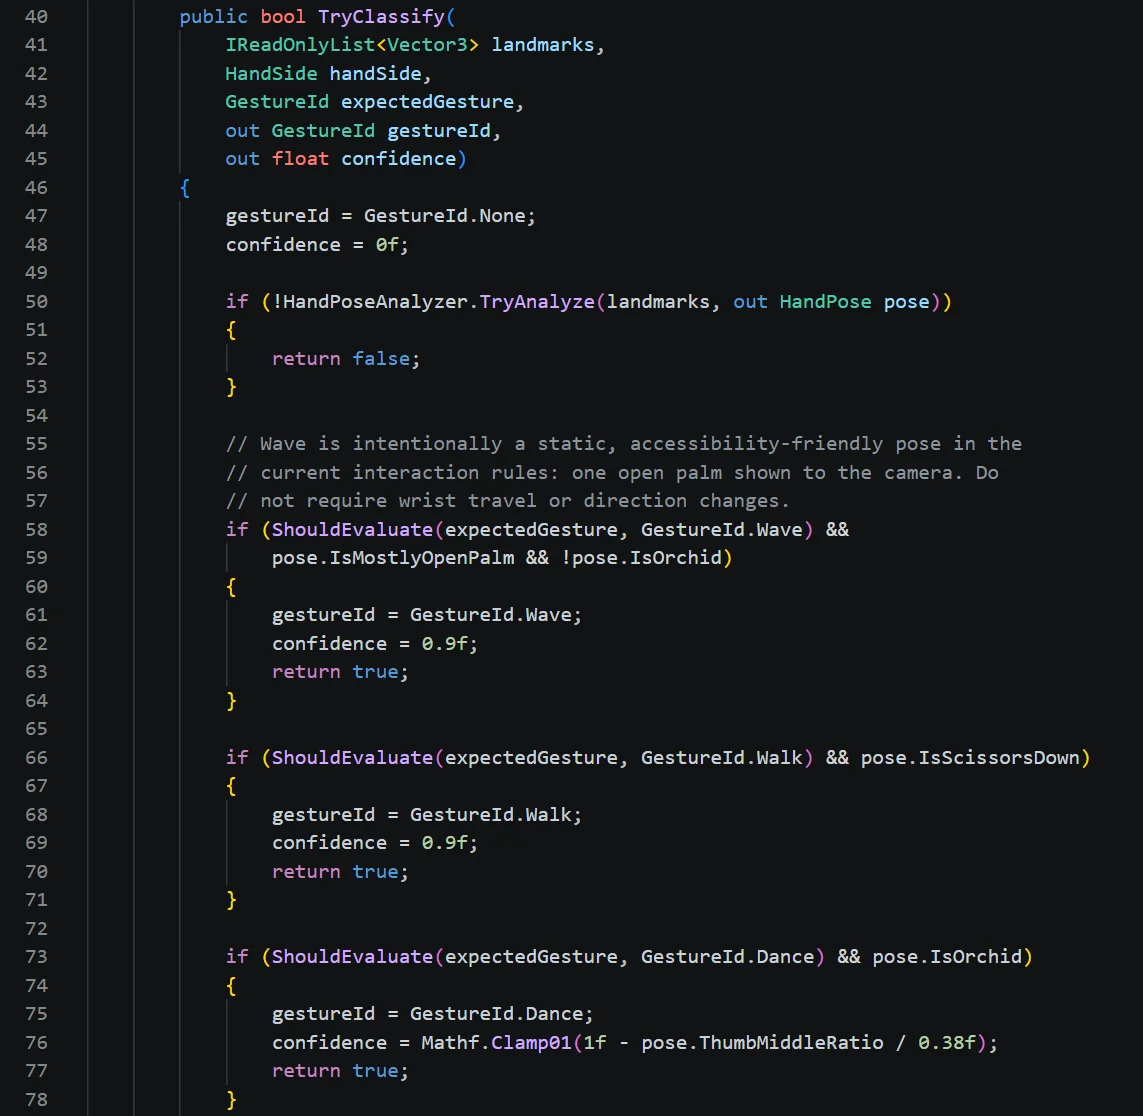 40 public bool TryClassify(
41 IReadOnlyList<Vector3> landmarks,
42 HandSide handSide,
43 GestureId expectedGesture,
44 out GestureId gestureId,
45 out float confidence)
46 {
47 gestureId = GestureId.None;
48 confidence = 0f;
49
50 if (!HandPoseAnalyzer.TryAnalyze(landmarks, out HandPose pose))
51 {
52 return false;
53 }
54
55 // Wave is intentionally a static, accessibility-friendly pose in the
56 // current interaction rules: one open palm shown to the camera. Do
57 // not require wrist travel or direction changes.
58 if (ShouldEvaluate(expectedGesture, GestureId.Wave) &&
59 pose.IsMostlyOpenPalm && !pose.IsOrchid)
60 {
61 gestureId = GestureId.Wave;
62 confidence = 0.9f;
63 return true;
64 }
65
66 if (ShouldEvaluate(expectedGesture, GestureId.Walk) && pose.IsScissorsDown)
67 {
68 gestureId = GestureId.Walk;
69 confidence = 0.9f;
70 return true;
71 }
72
73 if (ShouldEvaluate(expectedGesture, GestureId.Dance) && pose.IsOrchid)
74 {
75 gestureId = GestureId.Dance;
76 confidence = Mathf.Clamp01(1f - pose.ThumbMiddleRatio / 0.38f);
77 return true;
78 }